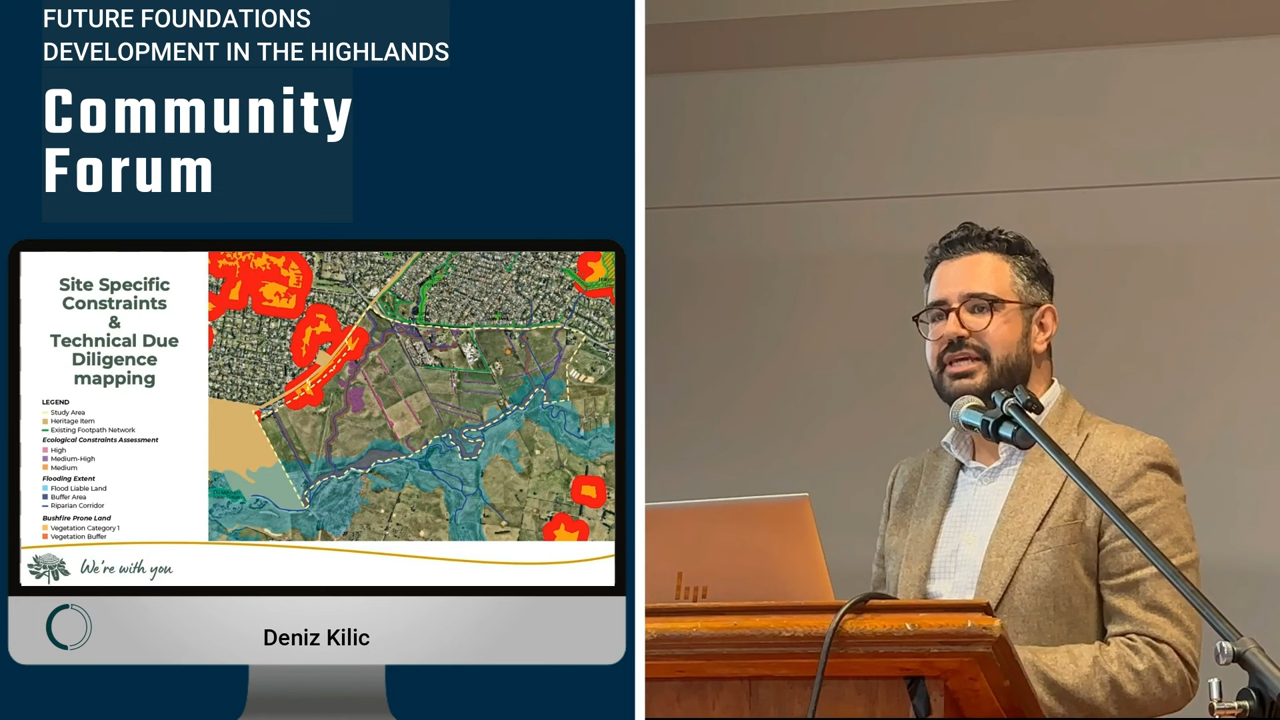 FUTURE FOUNDATIONS
DEVELOPMENT IN THE HIGHLANDS
Community
Forum
Site Specific
Constraints
&
Technical Due
Diligence
mapping
LEGEND
Study Area
Heritage Item
Existing Footpath Network
Ecological Constraints Assessment
High
Medium-High
Medium
Flooding Extent
Flood Liable Land
Buffer Area
Riparian Corridor
Bushfire Prone Land
Vegetation Category 1
Vegetation Buffer
We're with you
Deniz Kilic
hp